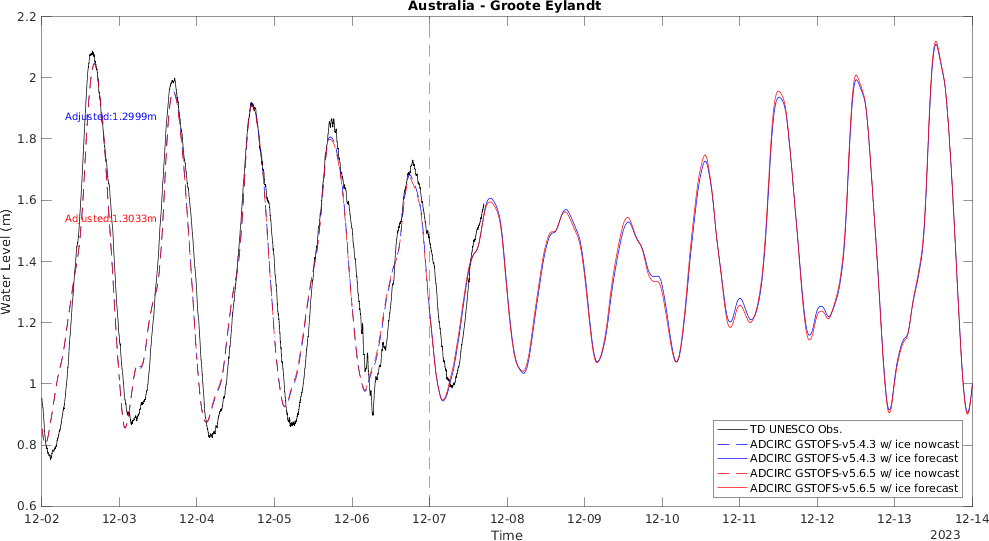 Australia - Groote Eylandt
2.2
2
1.8
1.6
1.4
1.2
1
0.8
0.6
Water Level (m)
Adjusted:1.2999m
Adjusted:1.3033m
TD UNESCO Obs.
ADCIRC GSTOFS-v5.4.3 w/ ice nowcast
ADCIRC GSTOFS-v5.4.3 w/ ice forecast
ADCIRC GSTOFS-v5.6.5 w/ ice nowcast
ADCIRC GSTOFS-v5.6.5 w/ ice forecast
12-02 12-03 12-04 12-05 12-06 12-07 12-08 12-09 12-10 12-11 12-12 12-13 12-14
Time
2023